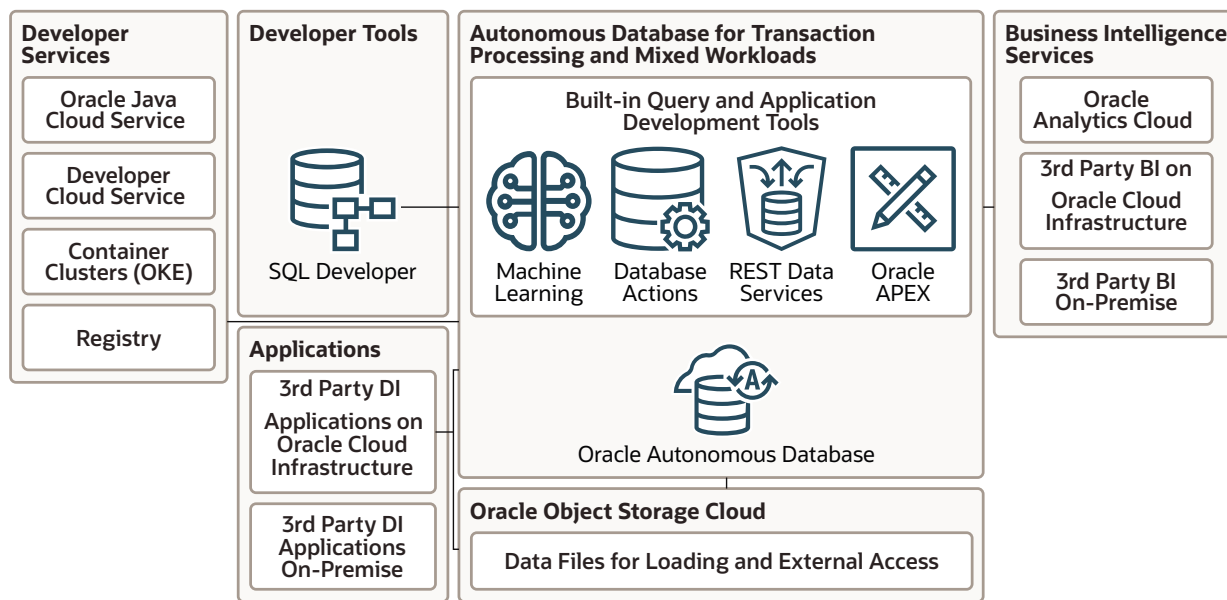 Developer
Services
Oracle Java
Cloud Service
Developer
Cloud Service
Container
Clusters (OKE)
Registry
Developer Tools
SQL Developer
Applications
3rd Party DI
Applications on
Oracle Cloud
Infrastructure
3rd Party DI
Applications
On-Premise
Autonomous Database for Transaction
Processing and Mixed Workloads
Built-in Query and Application
Development Tools
Machine
Learning
Database
Actions
REST Data
Services
Oracle
APEX
A
Oracle Autonomous Database
Oracle Object Storage Cloud
Data Files for Loading and External Access
Business Intelligence
Services
Oracle
Analytics Cloud
3rd Party BI on
Oracle Cloud
Infrastructure
3rd Party BI
On-Premise